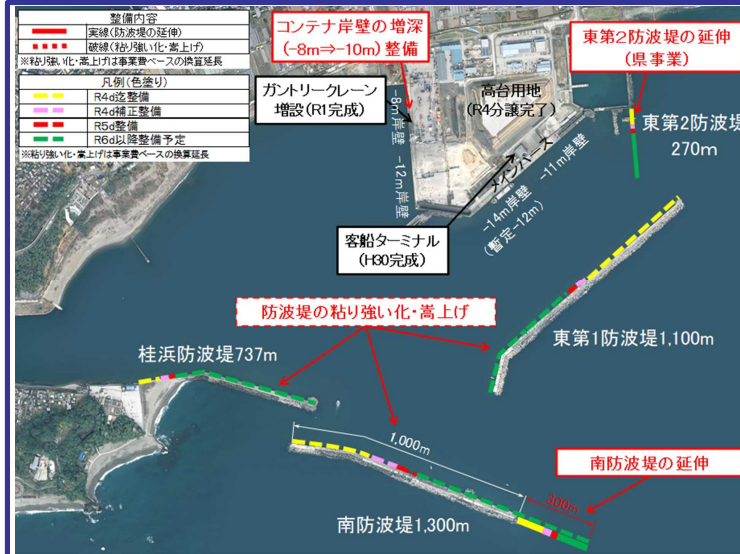 整備内容
実線(防波堤の延伸)
破線(粘り強い化・嵩上げ)
※粘り強い化・嵩上げは事業費ベースの換算延長
凡例(色塗り)
R4d迄整備
R4d補正整備
R5d整備
R6d以降整備予定
※粘り強い化・嵩上げは事業費ベースの換算延長
コンテナ岸壁の増深
(-8m⇒-10m)整備
ガントリークレーン
増設(R1完成)
-8m岸壁
-12m岸壁
高台用地
(R4分譲完了)
メインバース
-11m岸壁
-14m岸壁
(暫定-12m)
東第2防波堤の延伸
(県事業)
東第2防波堤
270m
客船ターミナル
(H30完成)
防波堤の粘り強い化・嵩上げ
東第1防波堤1,100m
桂浜防波堤737m
1,000m
南防波堤の延伸
300m
南防波堤1,300m